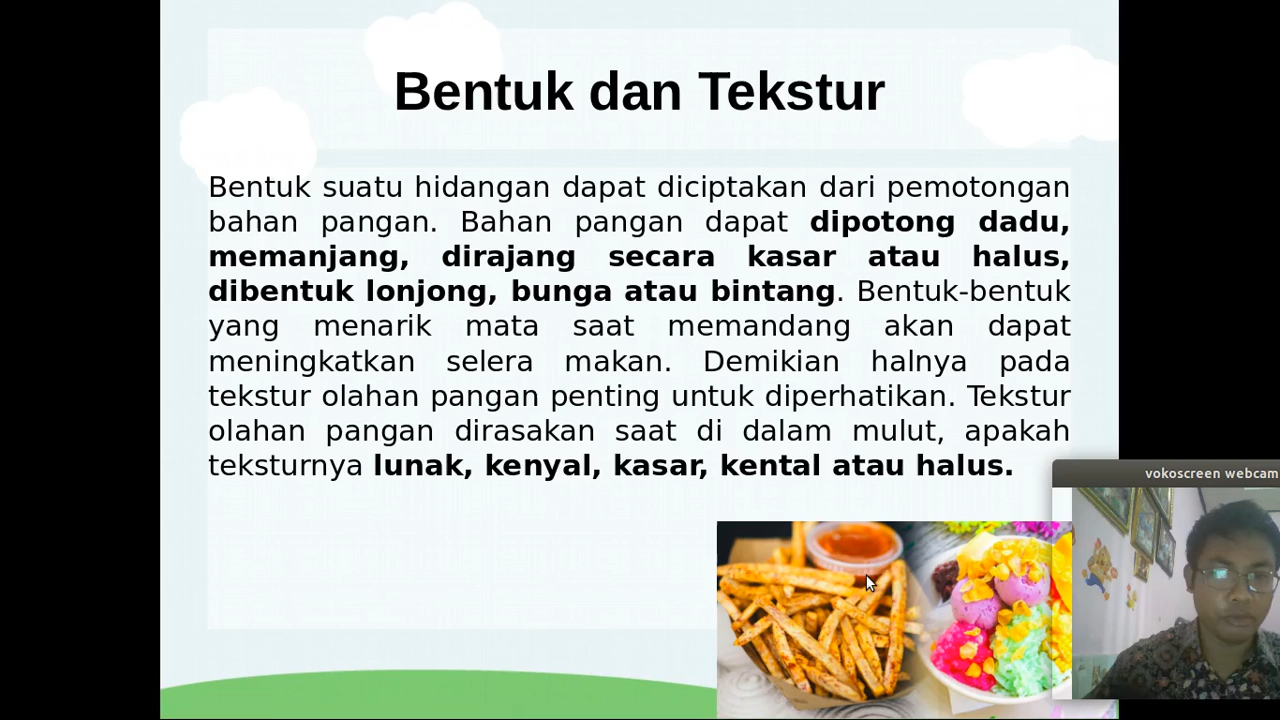 Bentuk dan Tekstur
Bentuk suatu hidangan dapat diciptakan dari pemotongan
bahan pangan. Bahan pangan dapat dipotong dadu,
memanjang, dirajang secara kasar atau halus,
dibentuk lonjong, bunga atau bintang. Bentuk-bentuk
yang menarik mata saat memandang akan dapat
meningkatkan selera makan. Demikian halnya pada
tekstur olahan pangan penting untuk diperhatikan. Tekstur
olahan pangan dirasakan saat di dalam mulut, apakah
teksturnya lunak, kenyal, kasar, kental atau halus.
vokoscreen webcam